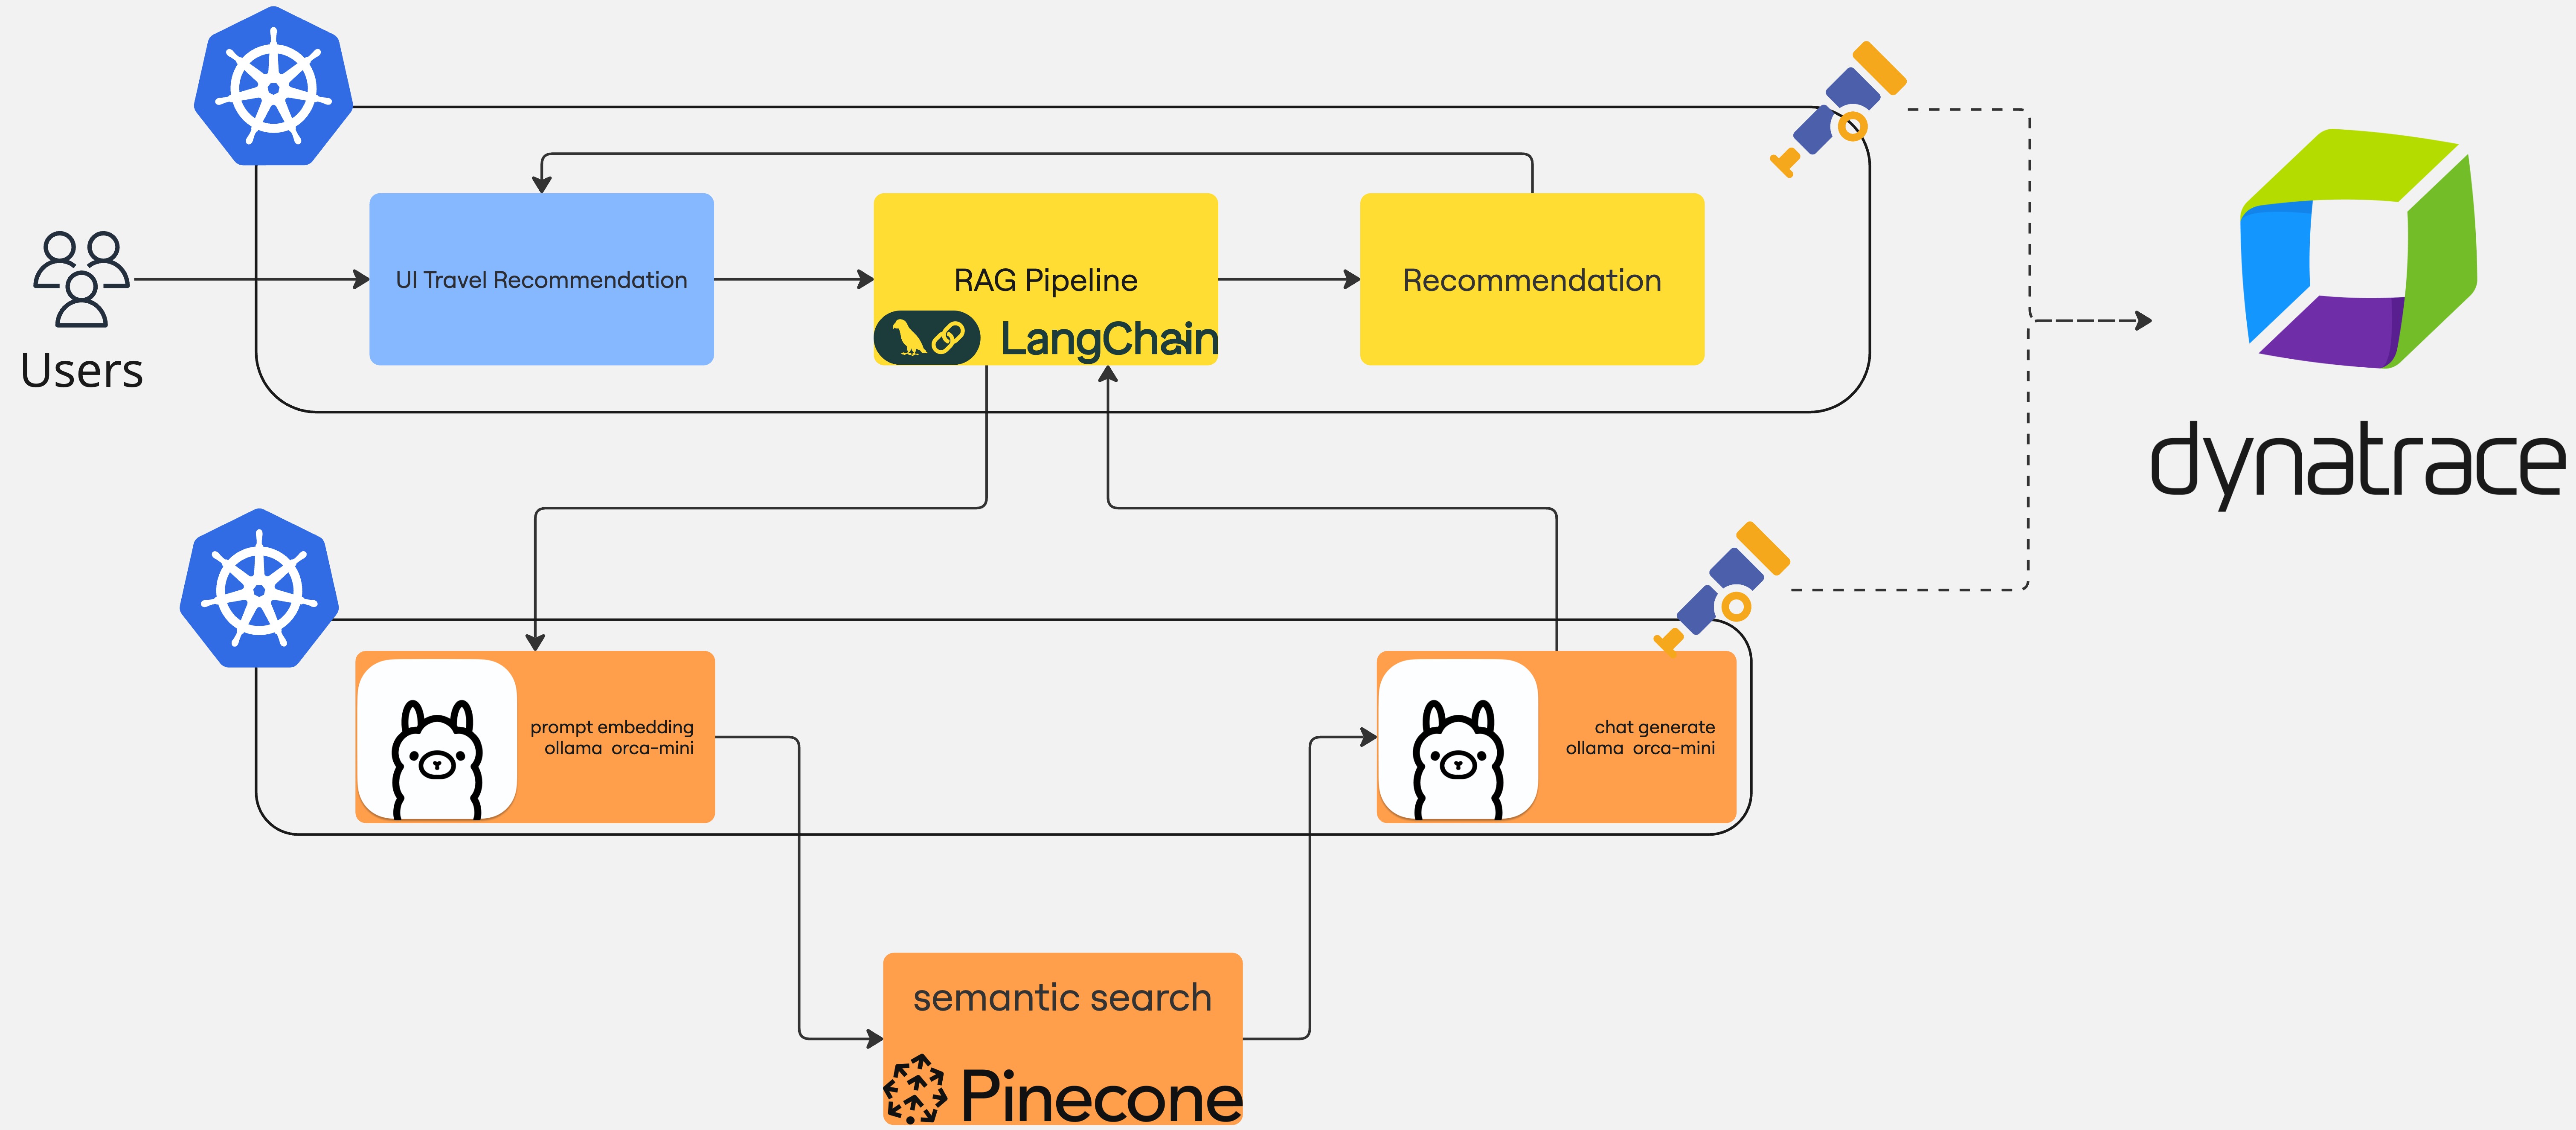 Users
UI Travel Recommendation
RAG Pipeline
LangChain
Recommendation
dynatrace
prompt embedding
ollama orca-mini
chat generate
ollama orca-mini
semantic search
Pinecone